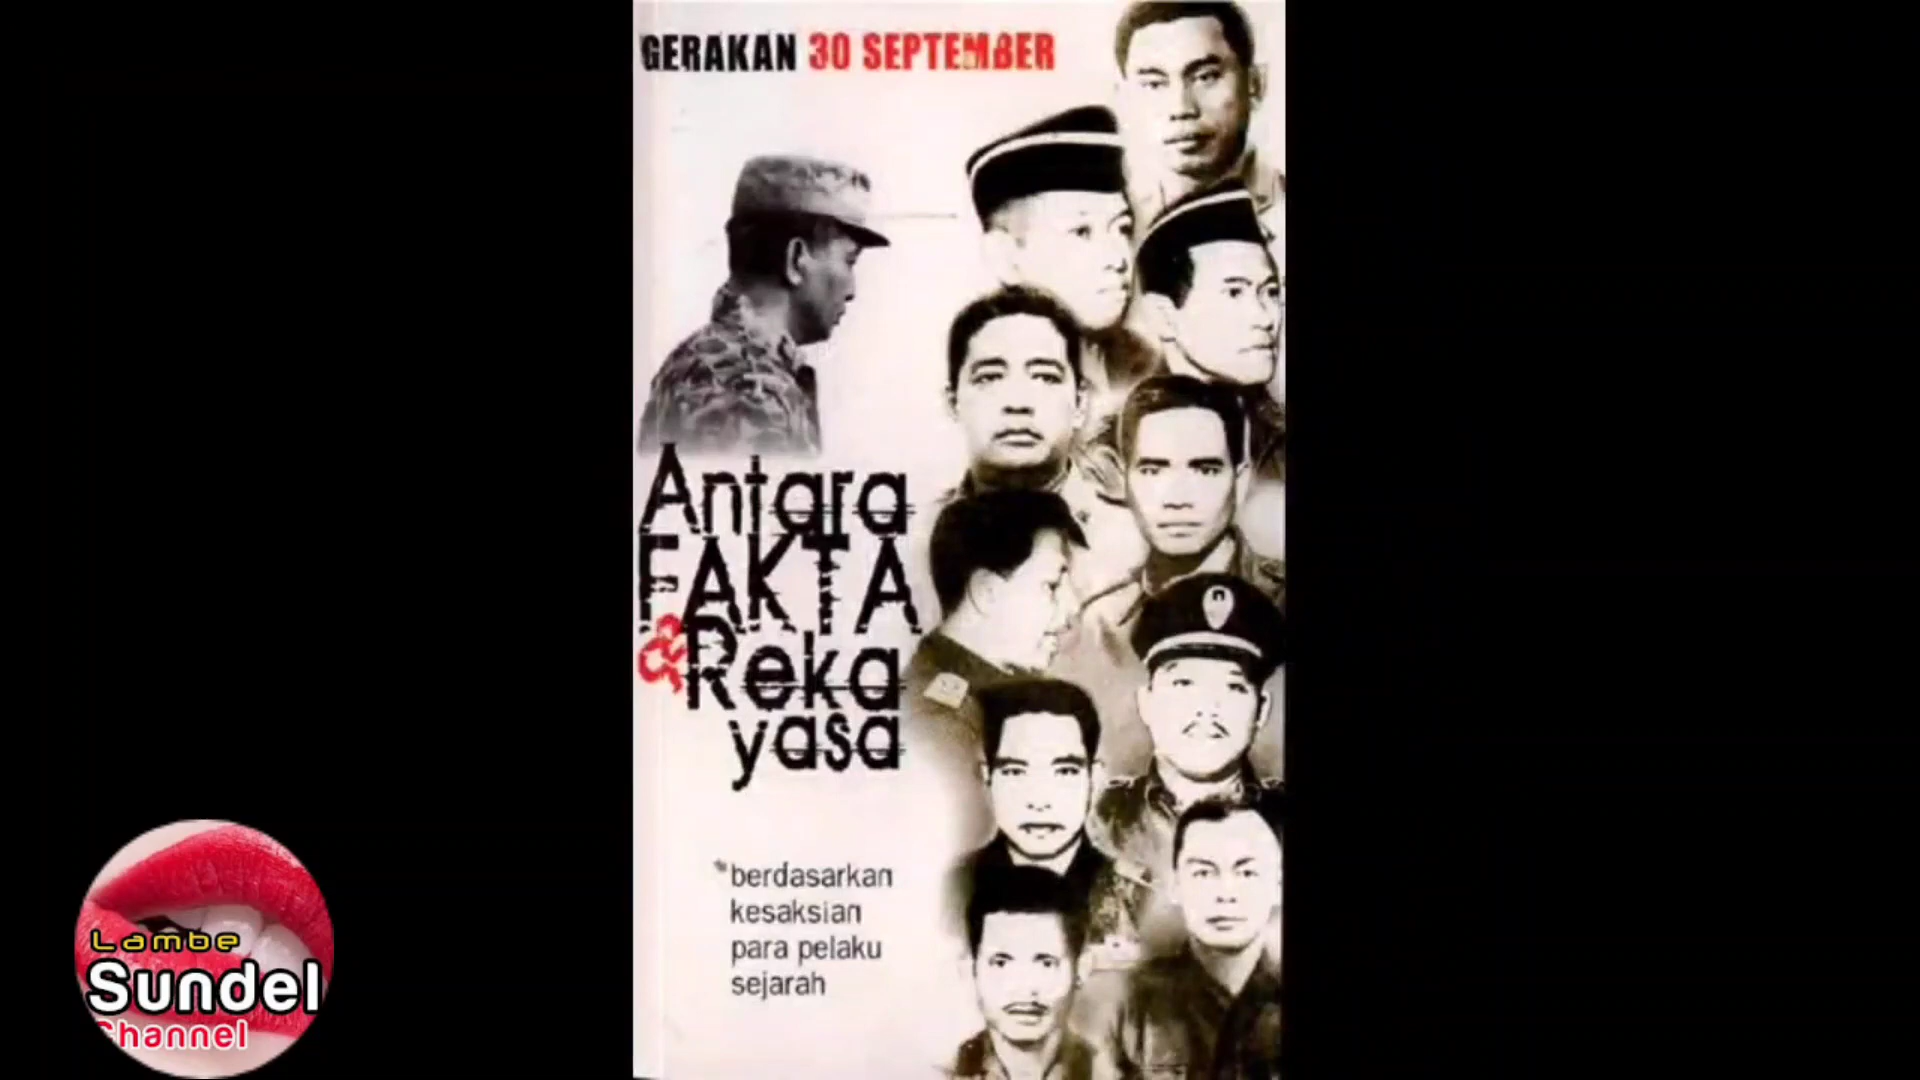 GERAKAN 30 SEPTEMBER
Antara
FAKTA
& Reka
yasa
*berdasarkan
kesaksian
para pelaku
sejarah
Lambe
Sundel
Channel